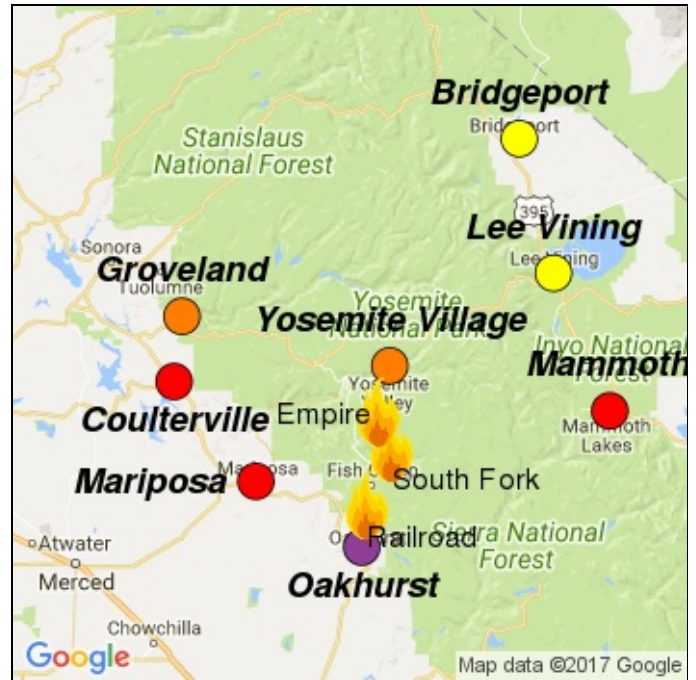 Bridgeport
Bridgeport
Stanislaus
National Forest
395
Lee Vining
Lee Vining
Sonora
Groveland
Tuolumne
Yosemite
National Park
Yosemite Village
Inyo National
Forest
Mammoth
Yosemite
Valley
Empire
Coulterville
Mammoth
Lakes
Mariposa
Mariposa
Fish Camp
South Fork
Railroad
Sierra National
Forest
Atwater
Merced
Oakhurst
Chowchilla
Google
Map data ©2017 Google